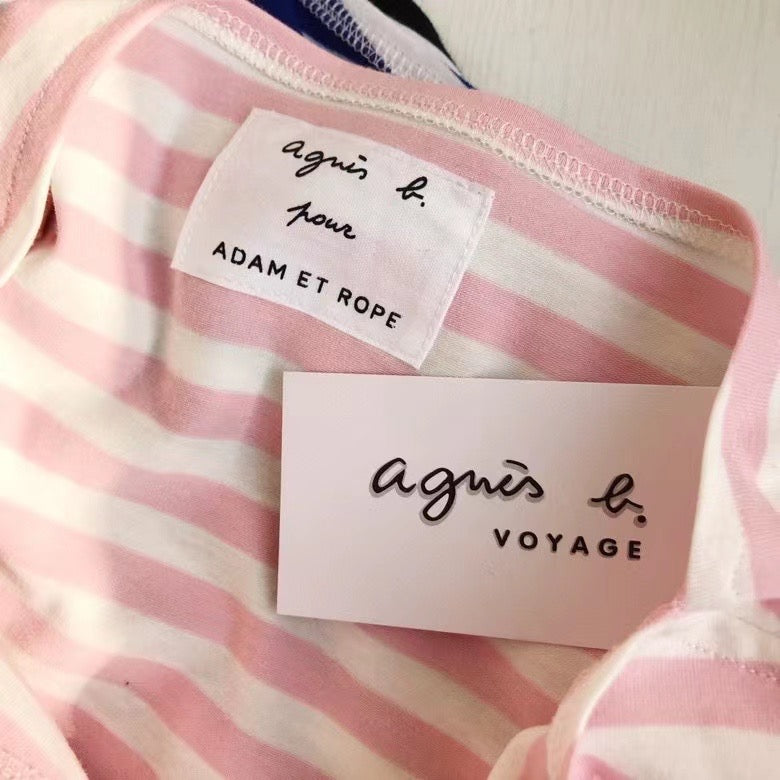 agnès b.
pour
ADAM ET ROPE
agnès b.
VOYAGE